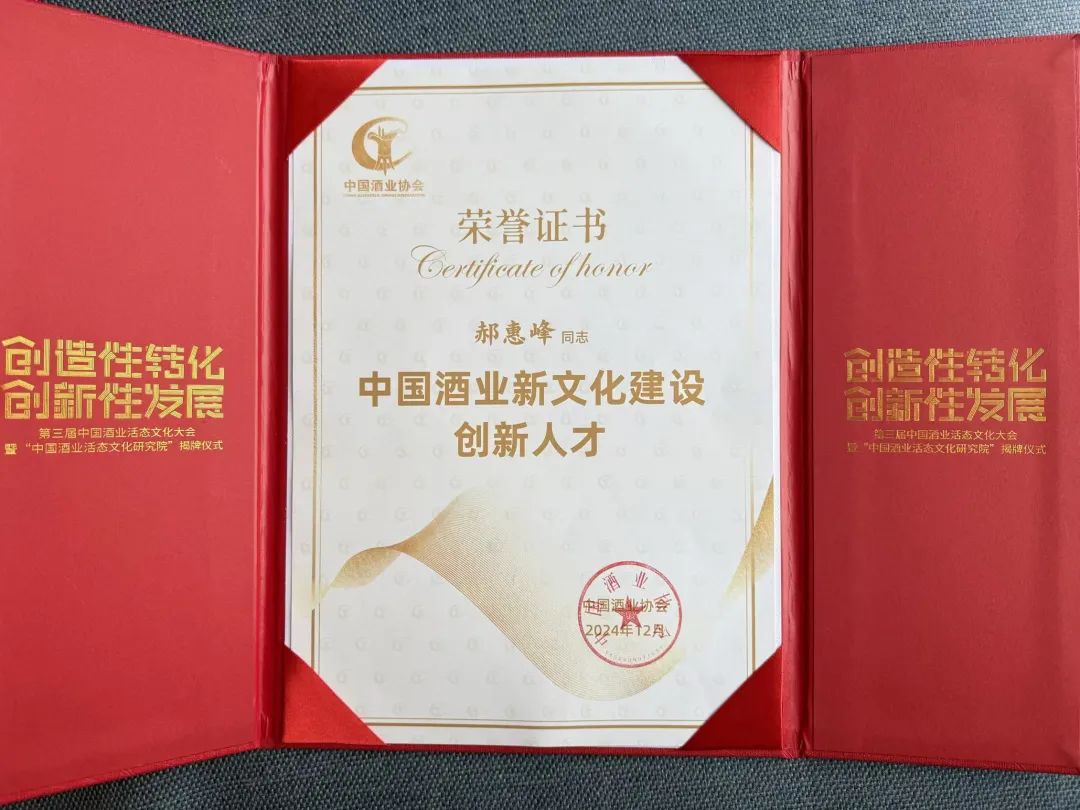 创造性转化
创新性发展
第三届中国酒业活态文化大会
暨“中国酒业活态文化研究院”揭牌仪式
中国酒业协会
荣誉证书
Certificate of honor
郝惠峰 同志
中国酒业新文化建设
创新人才
中国酒业协会
中国酒业协会
2024年12月
创造性转化
创新性发展
第三届中国酒业活态文化大会
暨“中国酒业活态文化研究院”揭牌仪式